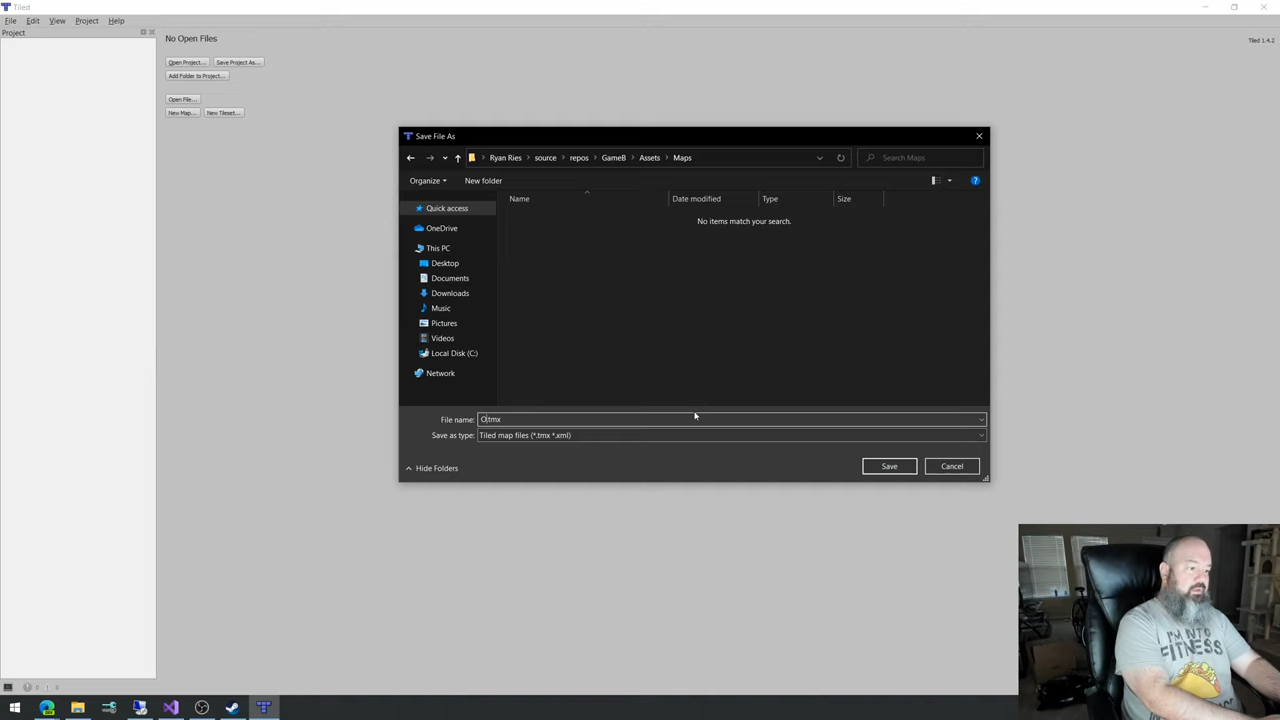 Tiled
File Edit View Project Help
Project
No Open Files
Tiled 1.4.2
Open Project... Save Project As...
Add Folder to Project...
Open File...
New Map... New Tileset...
Save File As
Ryan Ries source repos GameB Assets Maps
Search Maps
Organize New folder
Name Date modified Type Size
No items match your search.
Quick access
OneDrive
This PC
Desktop
Documents
Downloads
Music
Pictures
Videos
Local Disk (C:)
Network
File name: O.tmx
Save as type: Tiled map files (*.tmx *.xml)
Hide Folders
Save Cancel
I'M INTO
FITNESS